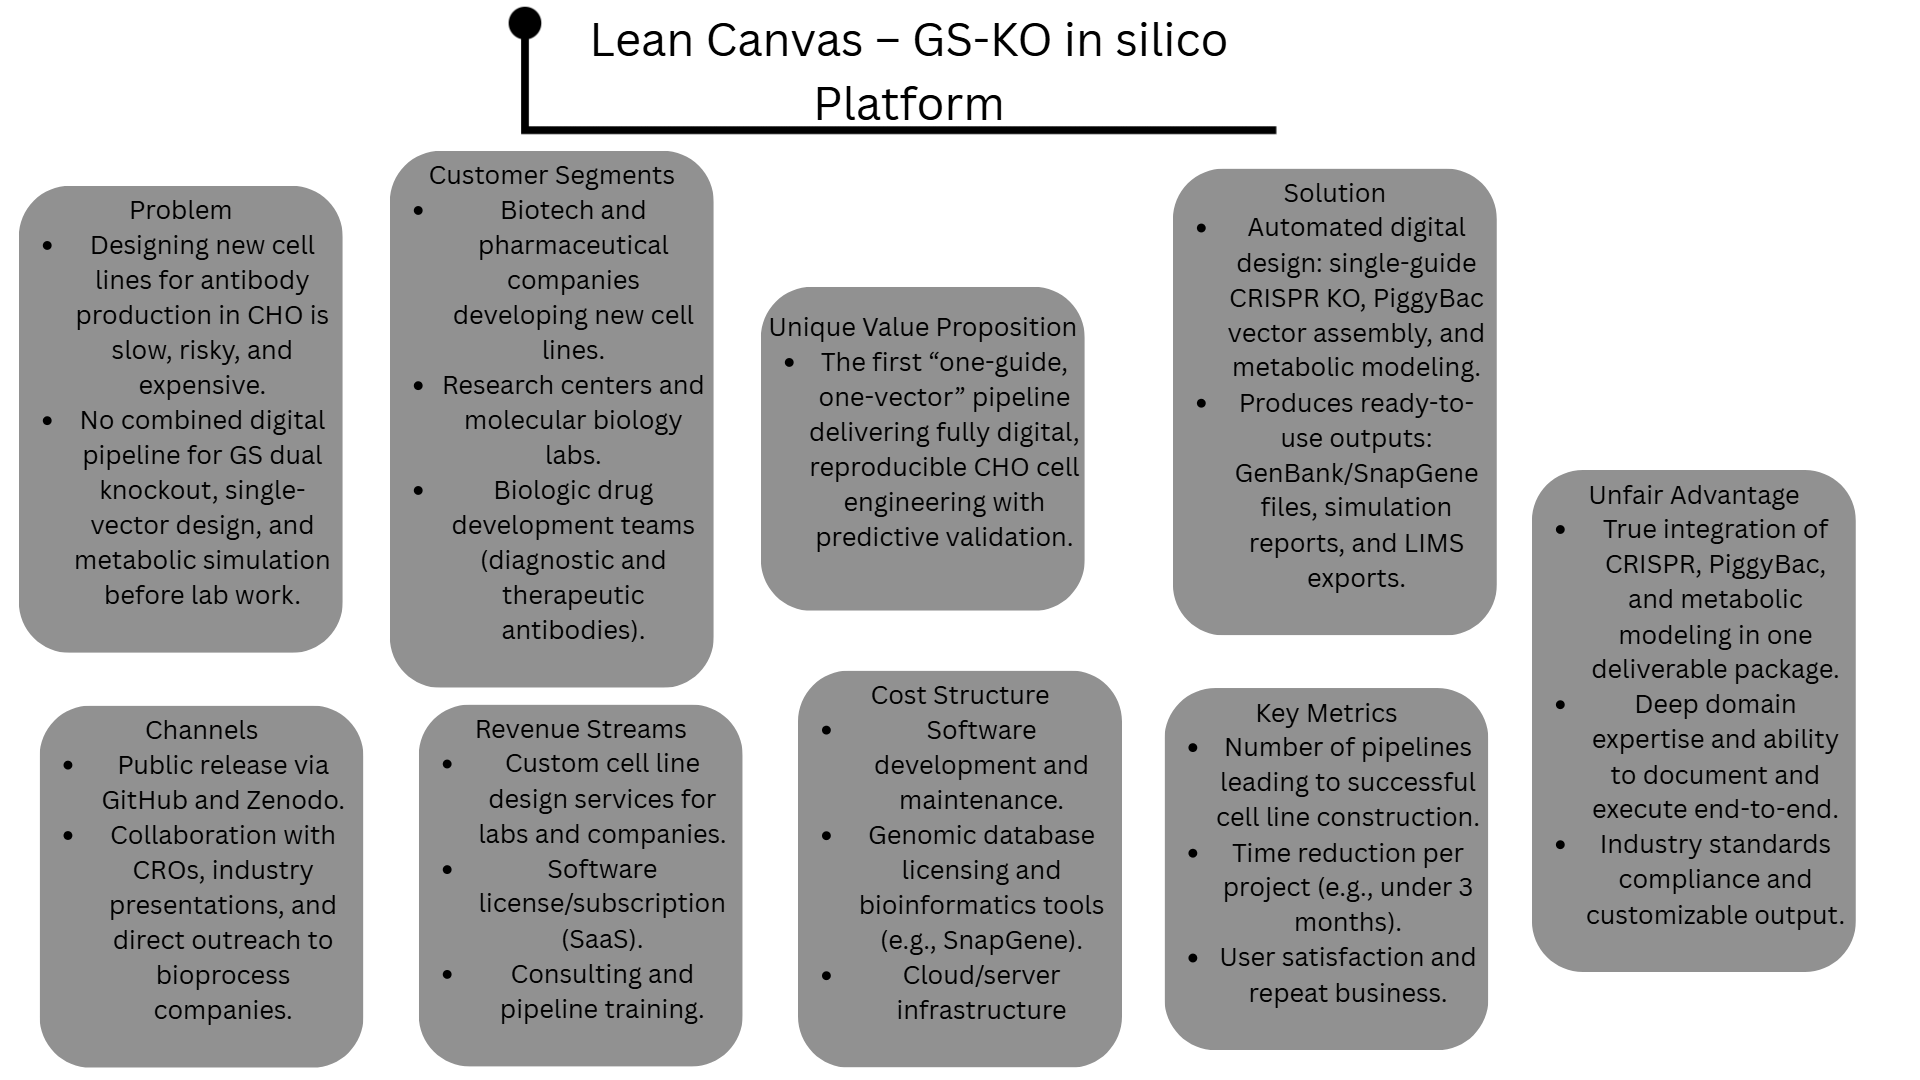 Lean Canvas – GS-KO in silico
Platform
Problem
• Designing new cell
lines for antibody
production in CHO is
slow, risky, and
expensive.
• No combined digital
pipeline for GS dual
knockout, single-
vector design, and
metabolic simulation
before lab work.
Customer Segments
• Biotech and
pharmaceutical
companies
developing new cell
lines.
• Research centers and
molecular biology
labs.
• Biologic drug
development teams
(diagnostic and
therapeutic
antibodies).
Unique Value Proposition
• The first “one-guide,
one-vector” pipeline
delivering fully digital,
reproducible CHO cell
engineering with
predictive validation.
Solution
• Automated digital
design: single-guide
CRISPR KO, PiggyBac
vector assembly, and
metabolic modeling.
• Produces ready-to-
use outputs:
GenBank/SnapGene
files, simulation
reports, and LIMS
exports.
Unfair Advantage
• True integration of
CRISPR, PiggyBac,
and metabolic
modeling in one
deliverable package.
• Deep domain
expertise and ability
to document and
execute end-to-end.
• Industry standards
compliance and
customizable output.
Channels
• Public release via
GitHub and Zenodo.
• Collaboration with
CROs, industry
presentations, and
direct outreach to
bioprocess
companies.
Revenue Streams
• Custom cell line
design services for
labs and companies.
• Software
license/subscription
(SaaS).
• Consulting and
pipeline training.
Cost Structure
• Software
development and
maintenance.
• Genomic database
licensing and
bioinformatics tools
(e.g., SnapGene).
• Cloud/server
infrastructure
Key Metrics
• Number of pipelines
leading to successful
cell line construction.
• Time reduction per
project (e.g., under 3
months).
• User satisfaction and
repeat business.